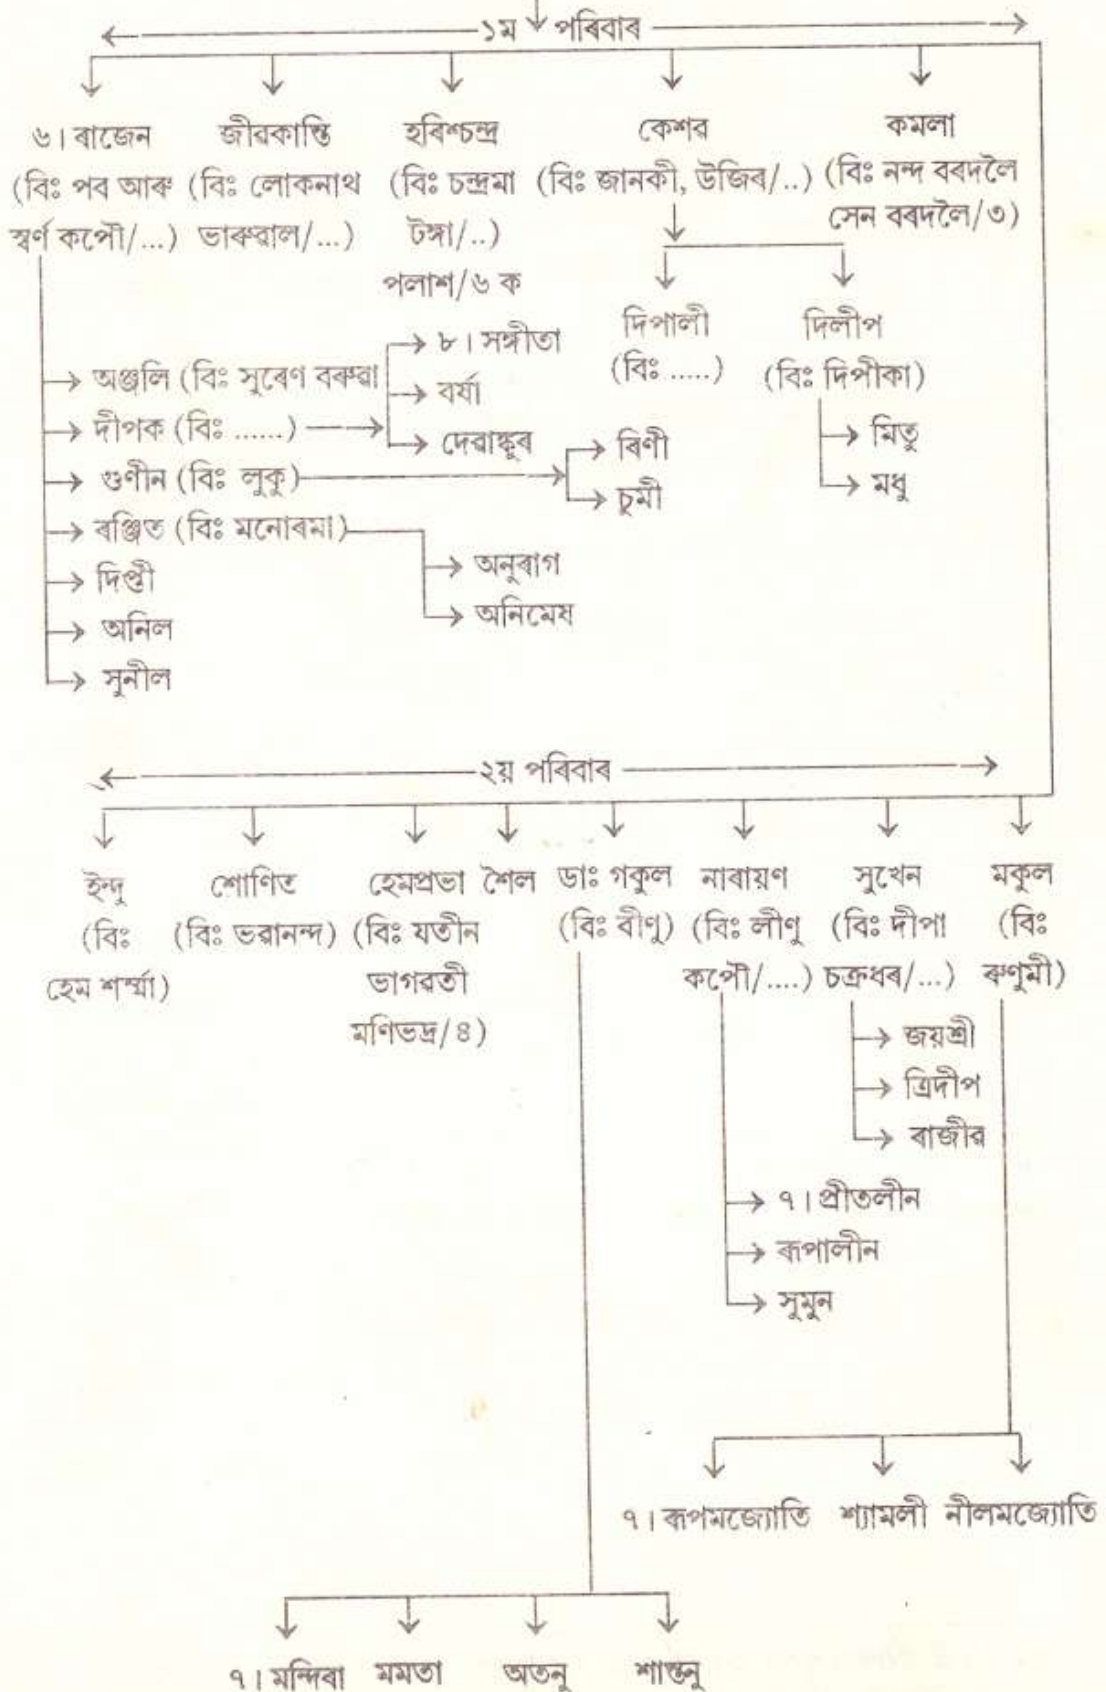 ১ম পৰিবাৰ
৬। ৰাজেন জীৱকান্তি হৰিশ্চন্দ্ৰ কেশৱ কমলা
(বিঃ পব আৰু (বিঃ লোকনাথ (বিঃ চন্দ্ৰমা (বিঃ জানকী, উজিৰ/..) (বিঃ নন্দ বৰদলৈ
স্বৰ্ণ কপৌ/...) ভাৰুৱাল/...) টঙ্গা/..) সেন বৰদলৈ/৩)
পলাশ/৬ ক
দিপালী দিলীপ
(বিঃ .....) (বিঃ দিপীকা)
৮। সঙ্গীতা
অঞ্জলি (বিঃ সুৰেণ বৰুৱা
বৰ্ষা
দীপক (বিঃ ......)
দেৱাঙ্কুৰ
ৰিণী
মিতু
গুণীন (বিঃ লুকু)
চুমী
মধু
ৰঞ্জিত (বিঃ মনোৰমা)
অনুৰাগ
দিপ্তী
অনিমেষ
অনিল
সুনীল
২য় পৰিবাৰ
ইন্দু শোণিত হেমপ্ৰভা শৈল ডাঃ গকুল নাৰায়ণ সুখেন মকুল
(বিঃ (বিঃ ভৱানন্দ) (বিঃ যতীন (বিঃ বীণু) (বিঃ লীণু (বিঃ দীপা (বিঃ
হেম শৰ্ম্মা) ভাগৱতী কপৌ/....) চক্ৰধৰ/...) ৰুণুমী)
মণিভদ্ৰ/৪)
জয়শ্ৰী
ত্ৰিদীপ
ৰাজীৱ
৭। প্ৰীতলীন
ৰূপালীন
সুমুন
৭। ৰূপমজ্যোতি শ্যামলী নীলমজ্যোতি
৭। মন্দিৰা মমতা অতনু শান্তনু